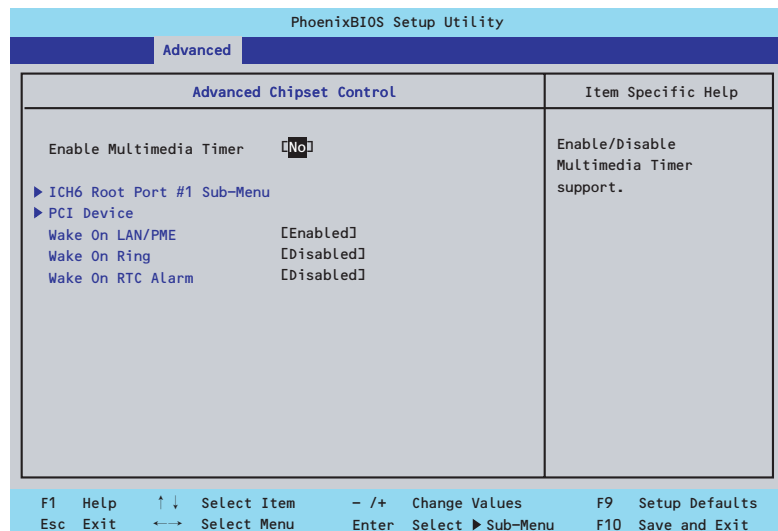 PhoenixBIOS Setup Utility
Advanced
Advanced Chipset Control
Item Specific Help
Enable Multimedia Timer [No]
▶ ICH6 Root Port #1 Sub-Menu
▶ PCI Device
Wake On LAN/PME [Enabled]
Wake On Ring [Disabled]
Wake On RTC Alarm [Disabled]
Enable/Disable
Multimedia Timer
support.
F1 Help ↑↓ Select Item - /+ Change Values F9 Setup Defaults
Esc Exit ←→ Select Menu Enter Select ▶ Sub-Menu F10 Save and Exit